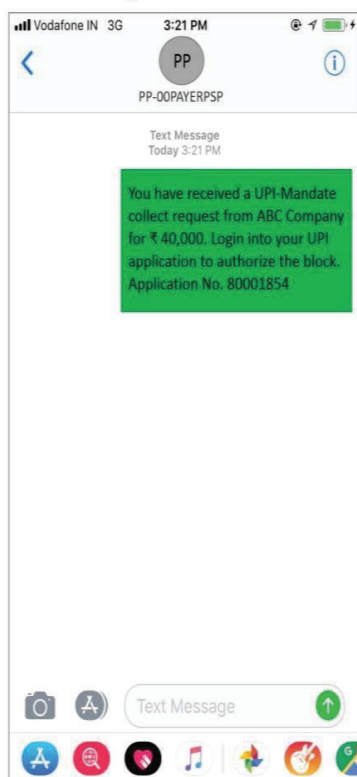 Vodafone IN 3G 3:21 PM
PP
PP-00PAYERPSP
Text Message
Today 3:21 PM
You have received a UPI-Mandate
collect request from ABC Company
for ₹ 40,000. Login into your UPI
application to authorize the block.
Application No. 80001854
Text Message